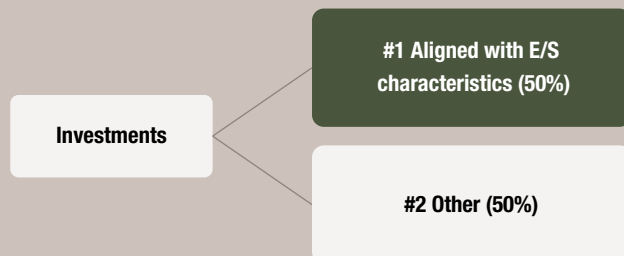 Investments
#1 Aligned with E/S
characteristics (50%)
#2 Other (50%)